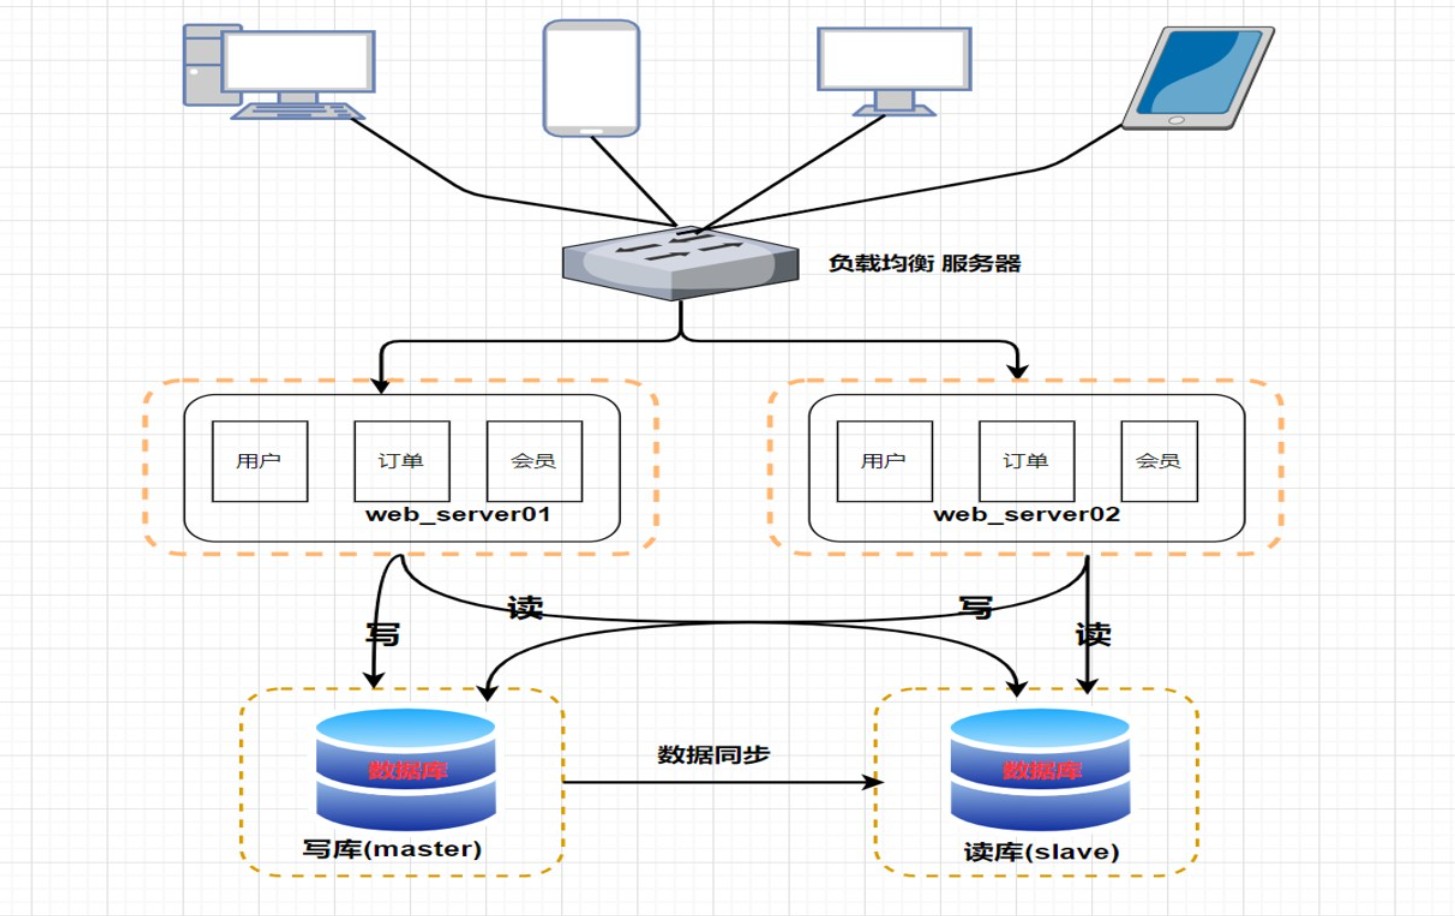 负载均衡 服务器
用户
订单
会员
web_server01
用户
订单
会员
web_server02
读
写
写
读
数据同步
数据库
数据库
写库(master)
读库(slave)